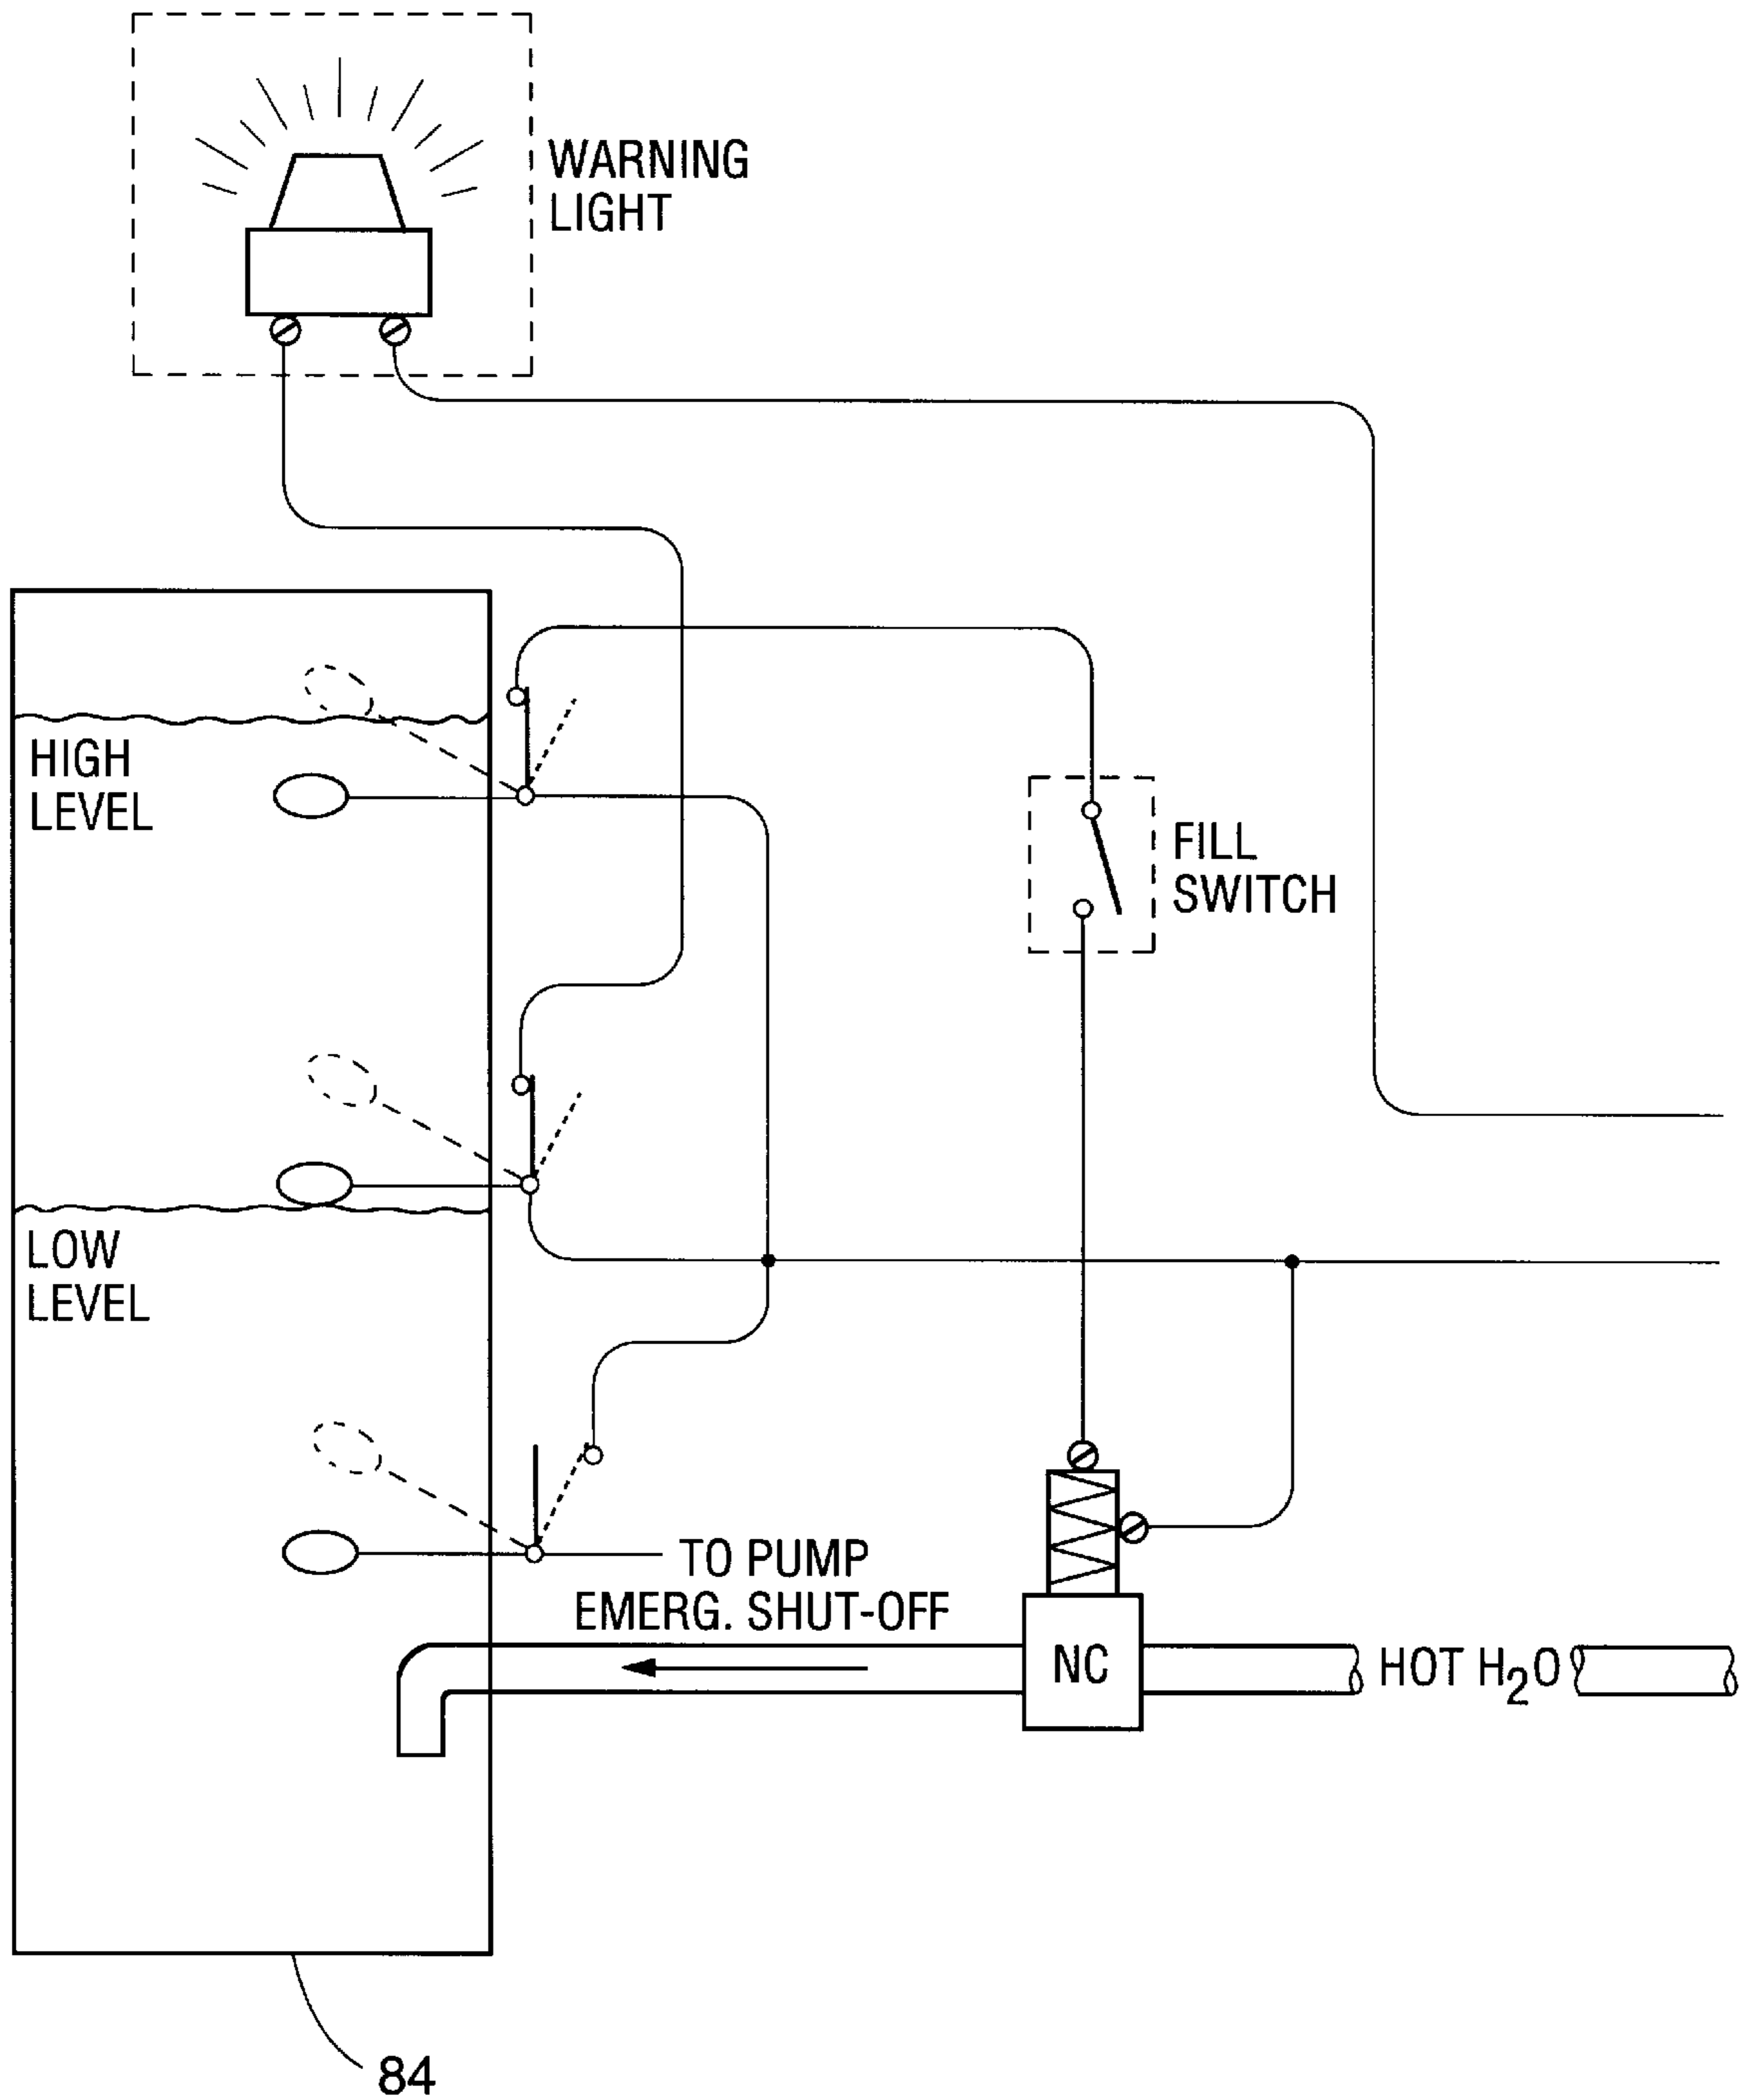 WARNING
LIGHT
HIGH
LEVEL
FILL
SWITCH
LOW
LEVEL
TO PUMP
EMERG. SHUT-OFF
NC
HOT H₂O
84